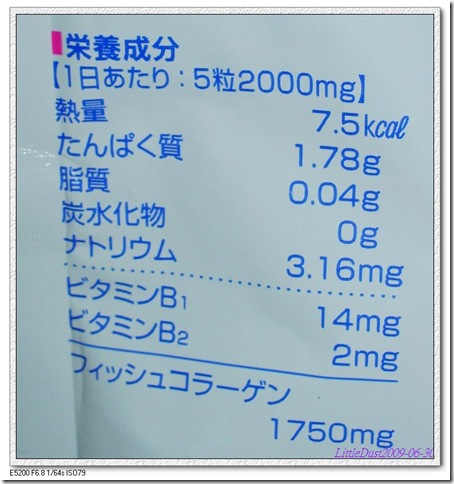 栄養成分
【1日あたり：5粒2000mg】
熱量 7.5kcal
たんぱく質 1.78g
脂質 0.04g
炭水化物 0g
ナトリウム 3.16mg
ビタミンB1 14mg
ビタミンB2 2mg
フィッシュコラーゲン
1750mg
LittleDust2009-06-30
E5200 F6.8 1/64s ISO79